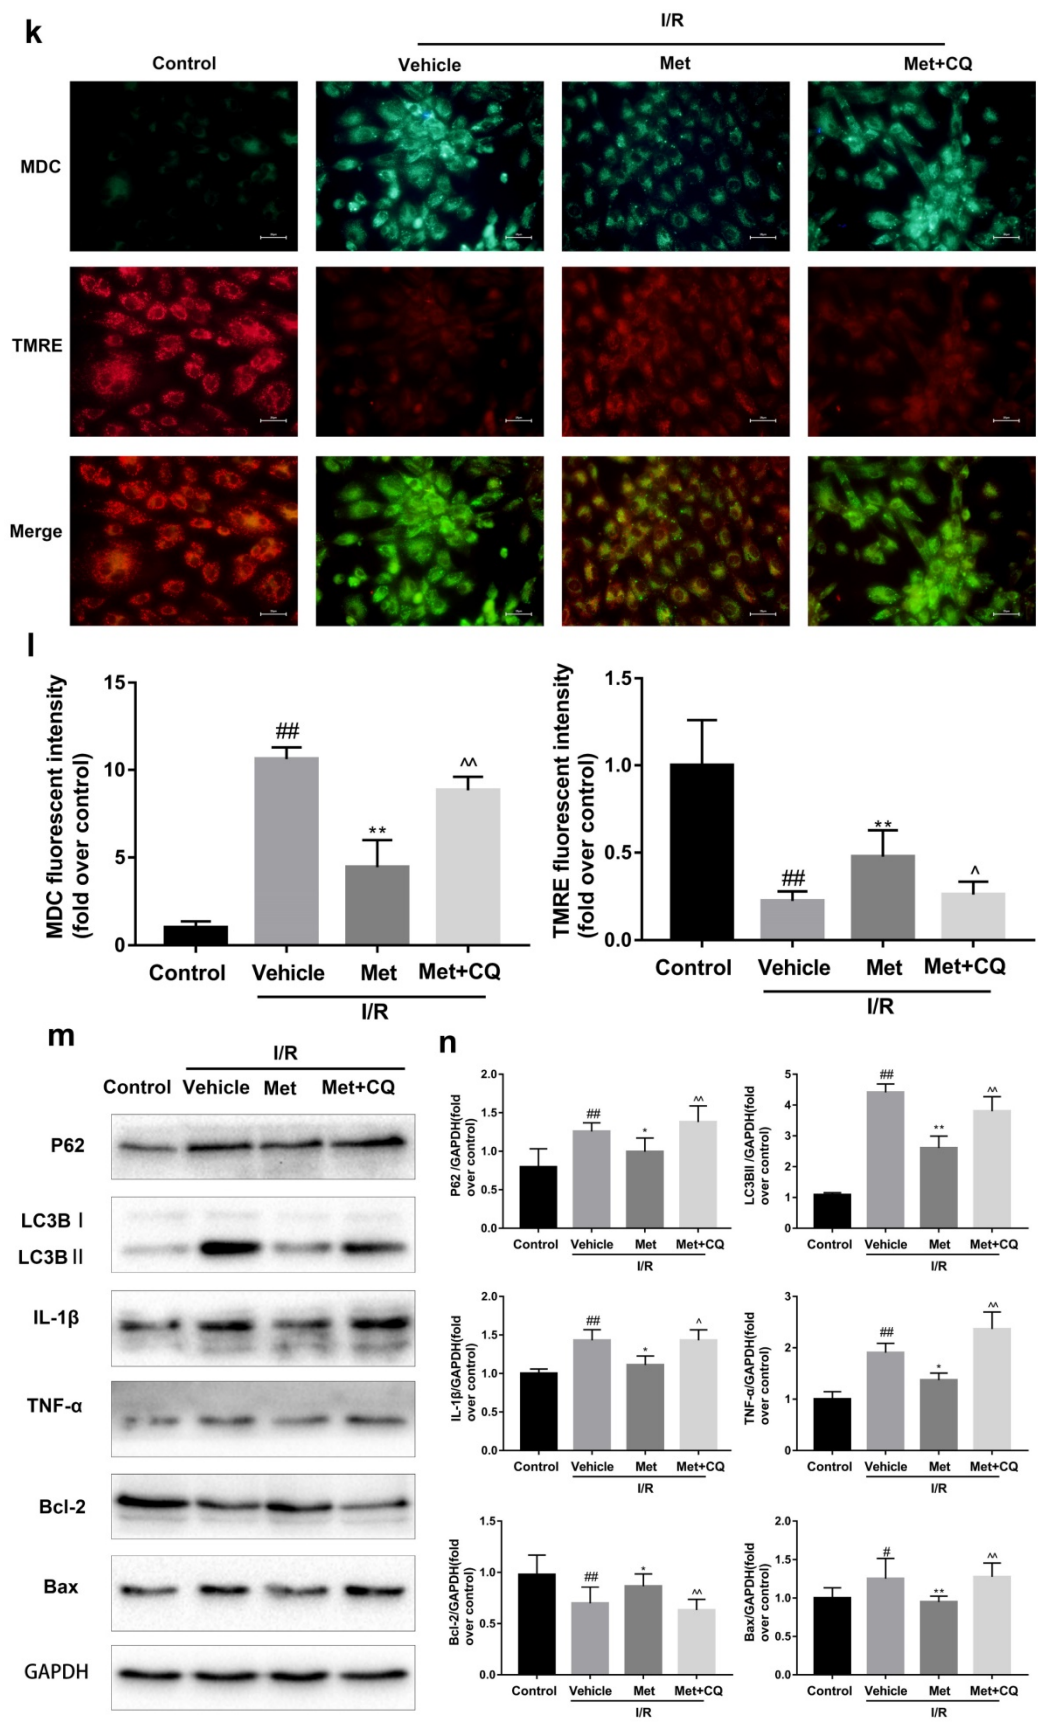 k
I/R
Control
Vehicle
Met
Met+CQ
MDC
TMRE
Merge
l
MDC fluorescent intensity
(fold over control)
15
10
5
0
##
**
^^
Control
Vehicle
Met
Met+CQ
I/R
TMRE fluorescent intensity
(fold over control)
1.5
1.0
0.5
0.0
##
**
^
Control
Vehicle
Met
Met+CQ
I/R
m
I/R
Control
Vehicle
Met
Met+CQ
P62
LC3B Ⅰ
LC3B Ⅱ
IL-1β
TNF-α
Bcl-2
Bax
GAPDH
n
P62 /GAPDH(fold
over control)
2.0
1.5
1.0
0.5
0.0
##
*
^^
Control
Vehicle
Met
Met+CQ
I/R
LC3BII /GAPDH(fold
over control)
5
4
3
2
1
0
##
**
^^
Control
Vehicle
Met
Met+CQ
I/R
IL-1β/GAPDH(fold
over control)
2.0
1.5
1.0
0.5
0.0
##
*
^
Control
Vehicle
Met
Met+CQ
I/R
TNF-α/GAPDH(fold
over control)
3
2
1
0
##
*
^^
Control
Vehicle
Met
Met+CQ
I/R
Bcl-2/GAPDH(fold
over control)
1.5
1.0
0.5
0.0
##
*
^^
Control
Vehicle
Met
Met+CQ
I/R
Bax/GAPDH(fold
over control)
2.0
1.5
1.0
0.5
0.0
#
**
^^
Control
Vehicle
Met
Met+CQ
I/R